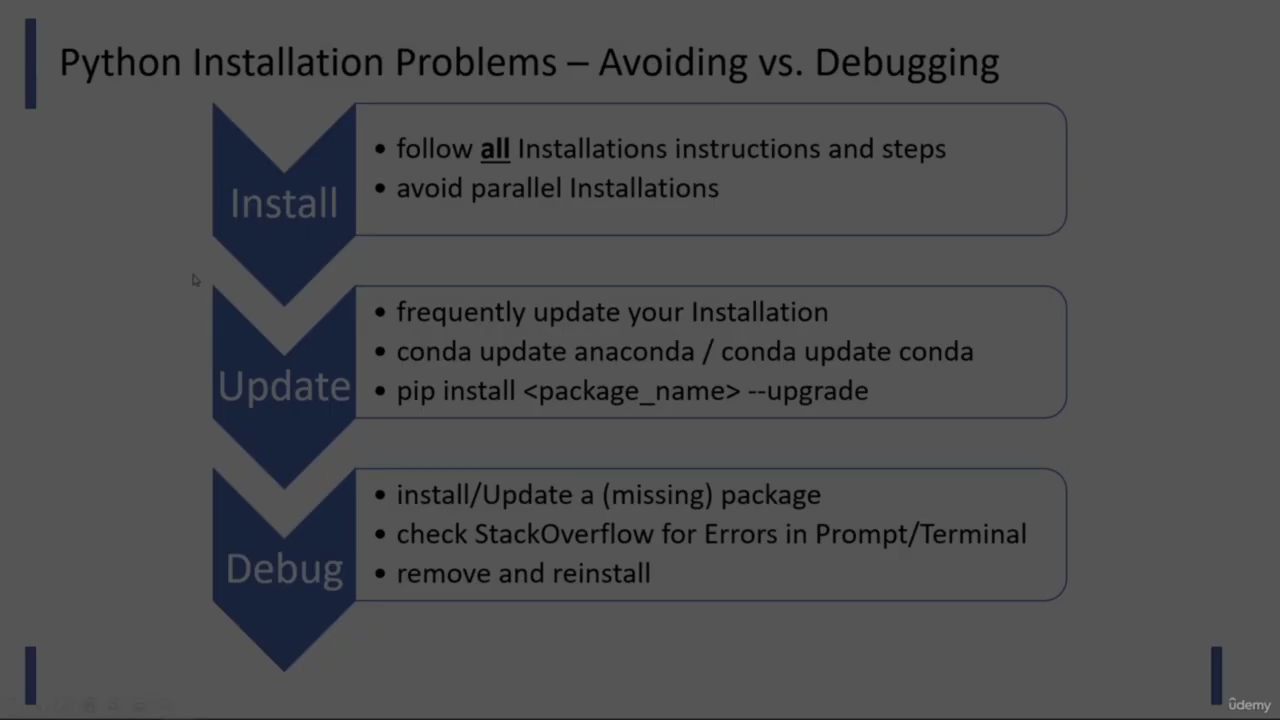 Python Installation Problems – Avoiding vs. Debugging
Install
• follow all Installations instructions and steps
• avoid parallel Installations
Update
• frequently update your Installation
• conda update anaconda / conda update conda
• pip install <package_name> --upgrade
Debug
• install/Update a (missing) package
• check StackOverflow for Errors in Prompt/Terminal
• remove and reinstall
ûdemy